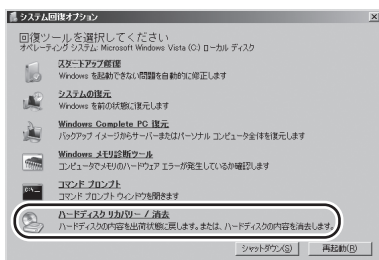 システム回復オプション
回復ツールを選択してください
オペレーティング システム: Microsoft Windows Vista (C:) ローカル ディスク
スタートアップ修復
Windows を起動できない問題を自動的に修正します
システムの復元
Windows を前の状態に復元します
Windows Complete PC 復元
バックアップ イメージからサーバーまたはパーソナル コンピュータ全体を復元します
Windows メモリ診断ツール
コンピュータでメモリのハードウェア エラーが発生しているか確認します
コマンド プロンプト
コマンド プロンプト ウィンドウを開きます
ハードディスク リカバリー / 消去
ハードディスクの内容を出荷状態に戻します。または、ハードディスクの内容を消去します。
シャットダウン(S) 再起動(R)